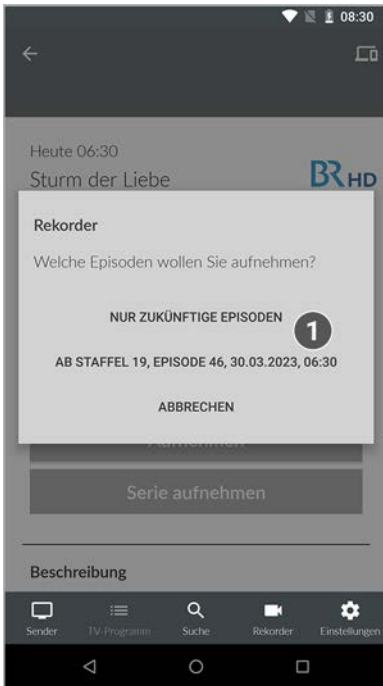 08:30
Heute 06:30
Sturm der Liebe
BR HD
Rekorder
Welche Episoden wollen Sie aufnehmen?
NUR ZUKÜNFTIGE EPISODEN
1
AB STAFFEL 19, EPISODE 46, 30.03.2023, 06:30
ABBRECHEN
Aufnehmen
Serie aufnehmen
Beschreibung
Sender TV-Programm Suche Rekorder Einstellungen